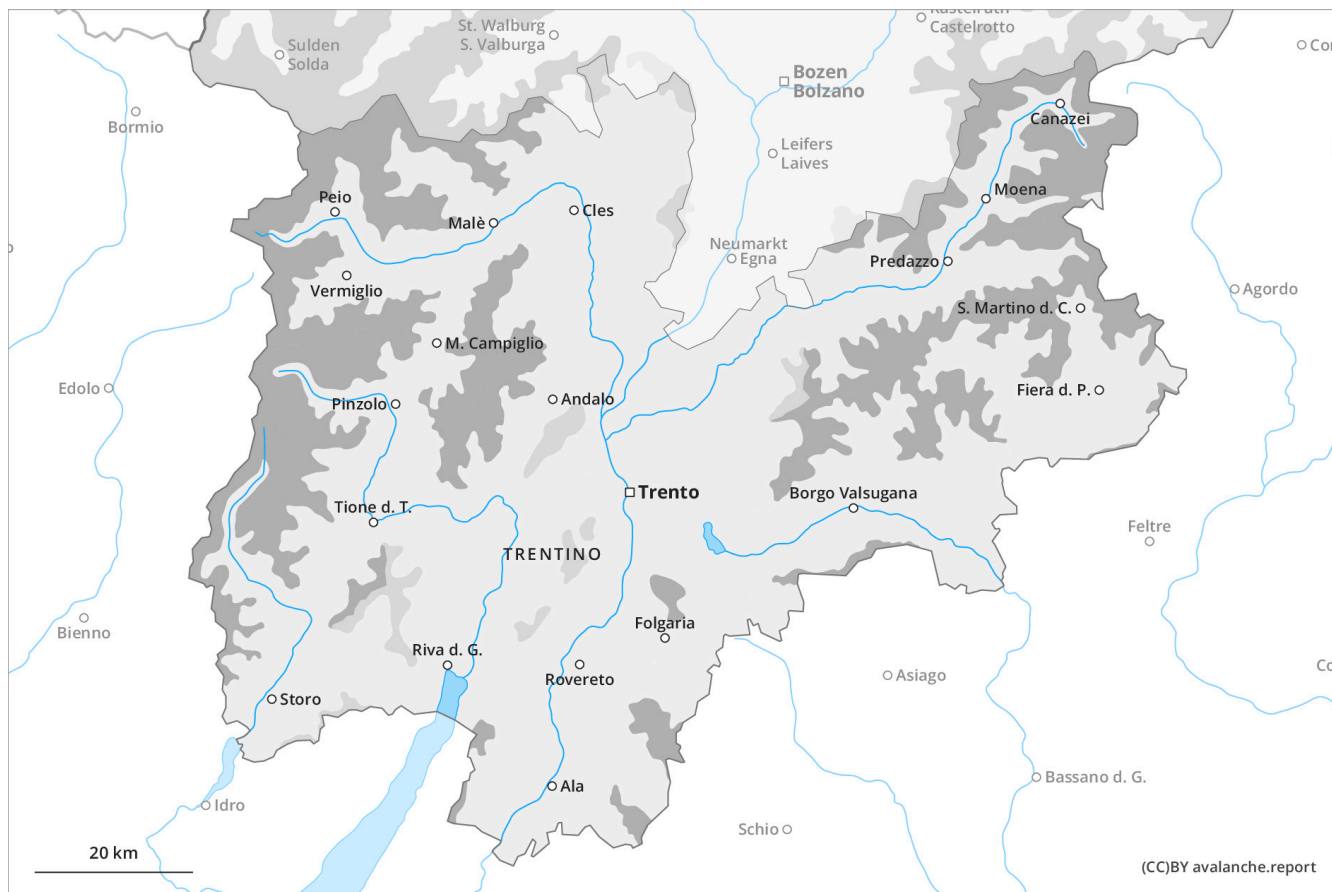 Kastelruth
Castelrotto
St. Walburg
S. Valburga
Sulden
Solda
Bozen
Bolzano
Bormio
Canazei
Leifers
Laives
Moena
Peio
Malè
Cles
Neumarkt
Egna
Predazzo
Vermiglio
Agordo
S. Martino d. C.
M. Campiglio
Edolo
Pinzolo
Andalo
Fiera d. P.
Trento
Borgo Valsugana
Tione d. T.
Feltre
TRENTINO
Bienno
Folgaria
Riva d. G.
Rovereto
Asiago
Storo
Bassano d. G.
Ala
Idro
Schio
20 km
(CC)BY avalanche.report